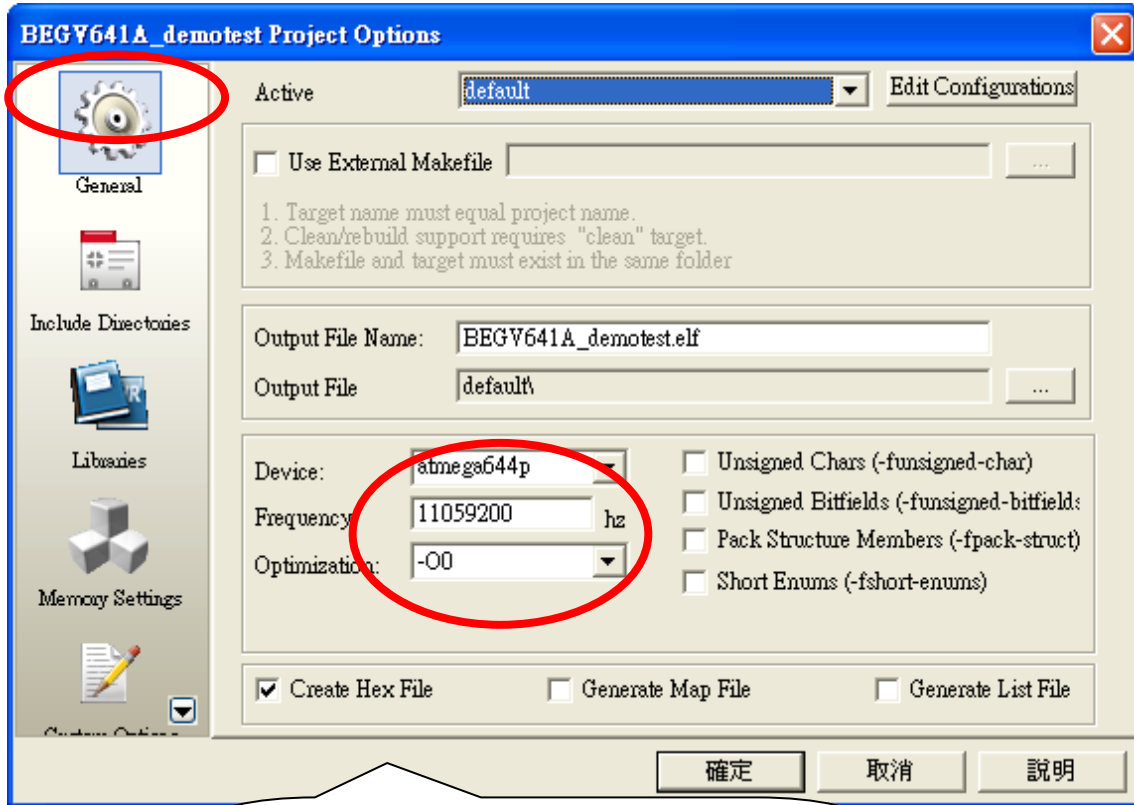 BEGV641A_demotest Project Options
General
Include Directories
Libraries
Memory Settings
Custom Options
Active
default
Edit Configurations
Use External Makefile
...
1. Target name must equal project name.
2. Clean/rebuild support requires "clean" target.
3. Makefile and target must exist in the same folder
Output File Name:
BEGV641A_demotest.elf
Output File
default\
...
Device:
atmega644p
Frequency
11059200
hz
Optimization:
-O0
Unsigned Chars (-funsigned-char)
Unsigned Bitfields (-funsigned-bitfields
Pack Structure Members (-fpack-struct)
Short Enums (-fshort-enums)
Create Hex File
Generate Map File
Generate List File
確定
取消
説明